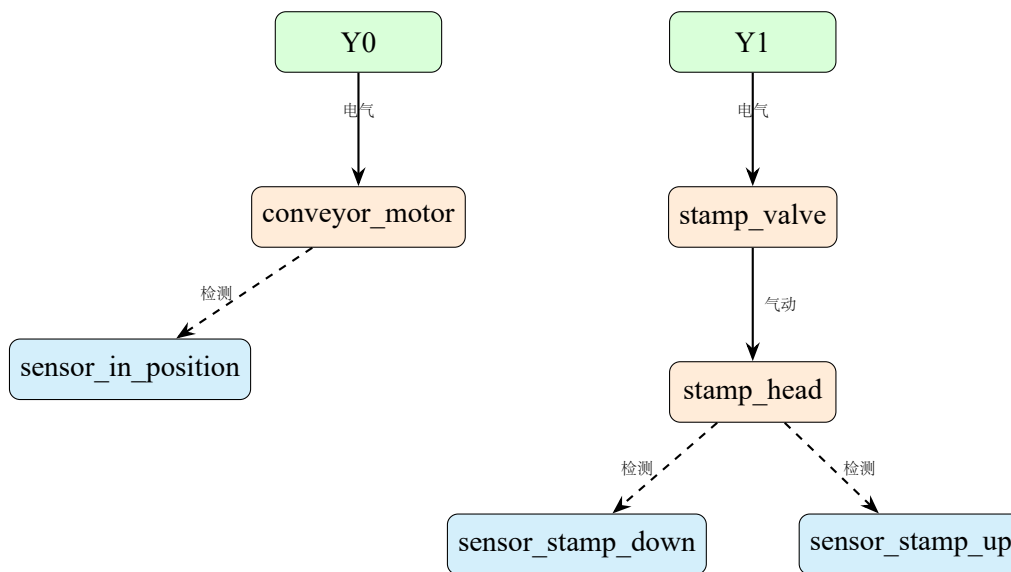 Y0
Y1
电气
电气
conveyor_motor
stamp_valve
检测
气动
sensor_in_position
stamp_head
检测
检测
sensor_stamp_down
sensor_stamp_up